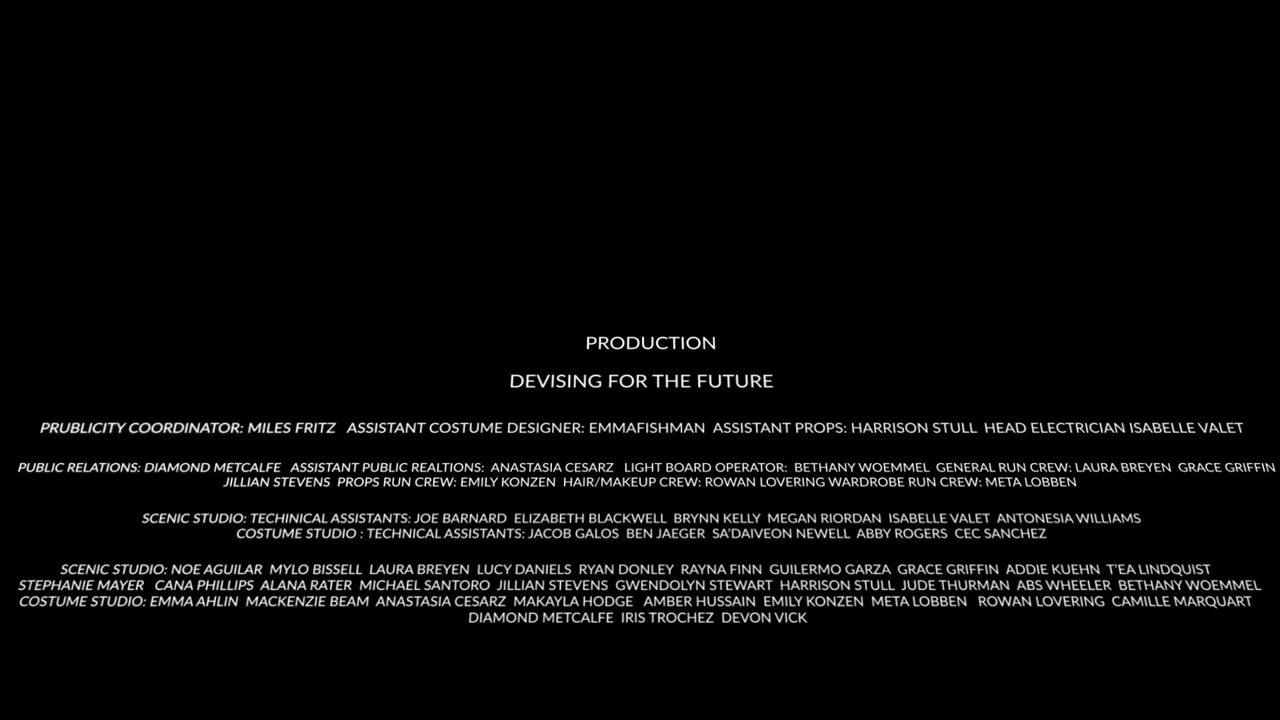 PRODUCTION
DEVISING FOR THE FUTURE
PRUBLICITY COORDINATOR: MILES FRITZ ASSISTANT COSTUME DESIGNER: EMMAFISHMAN ASSISTANT PROPS: HARRISON STULL HEAD ELECTRICIAN ISABELLE VALET
PUBLIC RELATIONS: DIAMOND METCALFE ASSISTANT PUBLIC REALTIONS: ANASTASIA CESARZ LIGHT BOARD OPERATOR: BETHANY WOEMMEL GENERAL RUN CREW: LAURA BREYEN GRACE GRIFFIN
JILLIAN STEVENS PROPS RUN CREW: EMILY KONZEN HAIR/MAKEUP CREW: ROWAN LOVERING WARDROBE RUN CREW: META LOBBEN
SCENIC STUDIO: TECHINICAL ASSISTANTS: JOE BARNARD ELIZABETH BLACKWELL BRYNN KELLY MEGAN RIORDAN ISABELLE VALET ANTONESIA WILLIAMS
COSTUME STUDIO : TECHNICAL ASSISTANTS: JACOB GALOS BEN JAEGER SA'DAIVEON NEWELL ABBY ROGERS CEC SANCHEZ
SCENIC STUDIO: NOE AGUILAR MYLO BISSELL LAURA BREYEN LUCY DANIELS RYAN DONLEY RAYNA FINN GUILERMO GARZA GRACE GRIFFIN ADDIE KUEHN T'EA LINDQUIST
STEPHANIE MAYER CANA PHILLIPS ALANA RATER MICHAEL SANTORO JILLIAN STEVENS GWENDOLYN STEWART HARRISON STULL JUDE THURMAN ABS WHEELER BETHANY WOEMMEL
COSTUME STUDIO: EMMA AHLIN MACKENZIE BEAM ANASTASIA CESARZ MAKAYLA HODGE AMBER HUSSAIN EMILY KONZEN META LOBBEN ROWAN LOVERING CAMILLE MARQUART
DIAMOND METCALFE IRIS TROCHEZ DEVON VICK